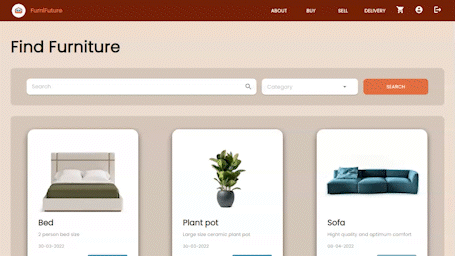 FurniFuture
ABOUT
BUY
SELL
DELIVERY
Find Furniture
Search
Category
SEARCH
Bed
2 person bed size
30-03-2022
Plant pot
Large size ceramic plant pot
30-03-2022
Sofa
Hight quality and optimum comfort
06-04-2022